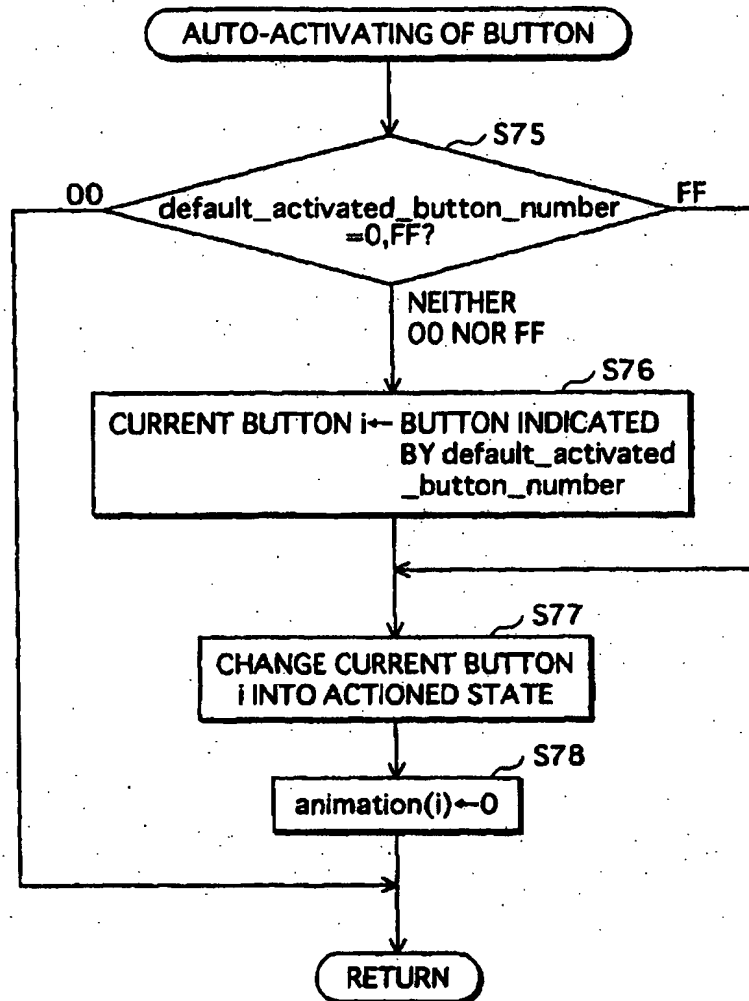 AUTO-ACTIVATING OF BUTTON
S75
00
default_activated_button_number
=0,FF?
FF
NEITHER
00 NOR FF
S76
CURRENT BUTTON i← BUTTON INDICATED
BY default_activated
_button_number
S77
CHANGE CURRENT BUTTON
i INTO ACTIONED STATE
S78
animation(i)←0
RETURN